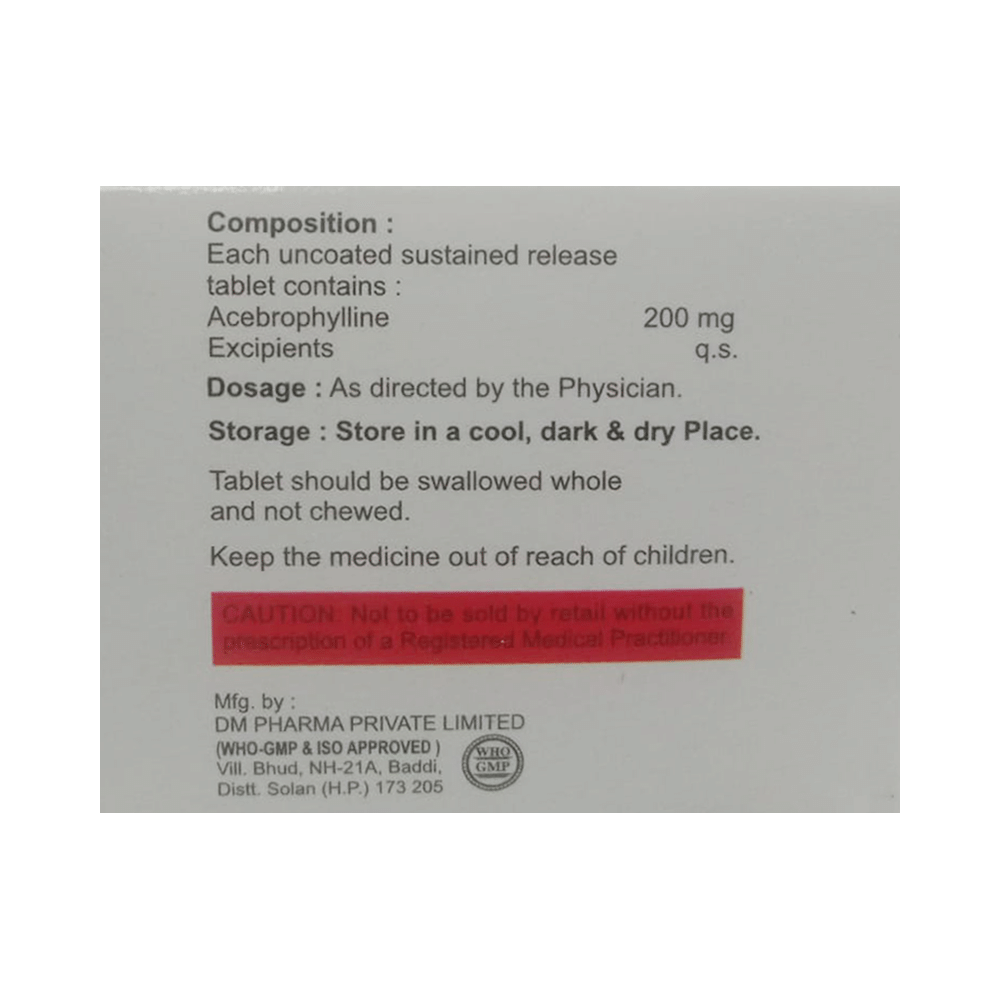 Composition :
Each uncoated sustained release
tablet contains :
Acebrophylline 200 mg
Excipients q.s.
Dosage : As directed by the Physician.
Storage : Store in a cool, dark & dry Place.
Tablet should be swallowed whole
and not chewed.
Keep the medicine out of reach of children.
CAUTION: Not to be sold by retail without the
prescription of a Registered Medical Practitioner
Mfg. by :
DM PHARMA PRIVATE LIMITED
(WHO-GMP & ISO APPROVED )
Vill. Bhud, NH-21A, Baddi,
Distt. Solan (H.P.) 173 205
WHO
GMP